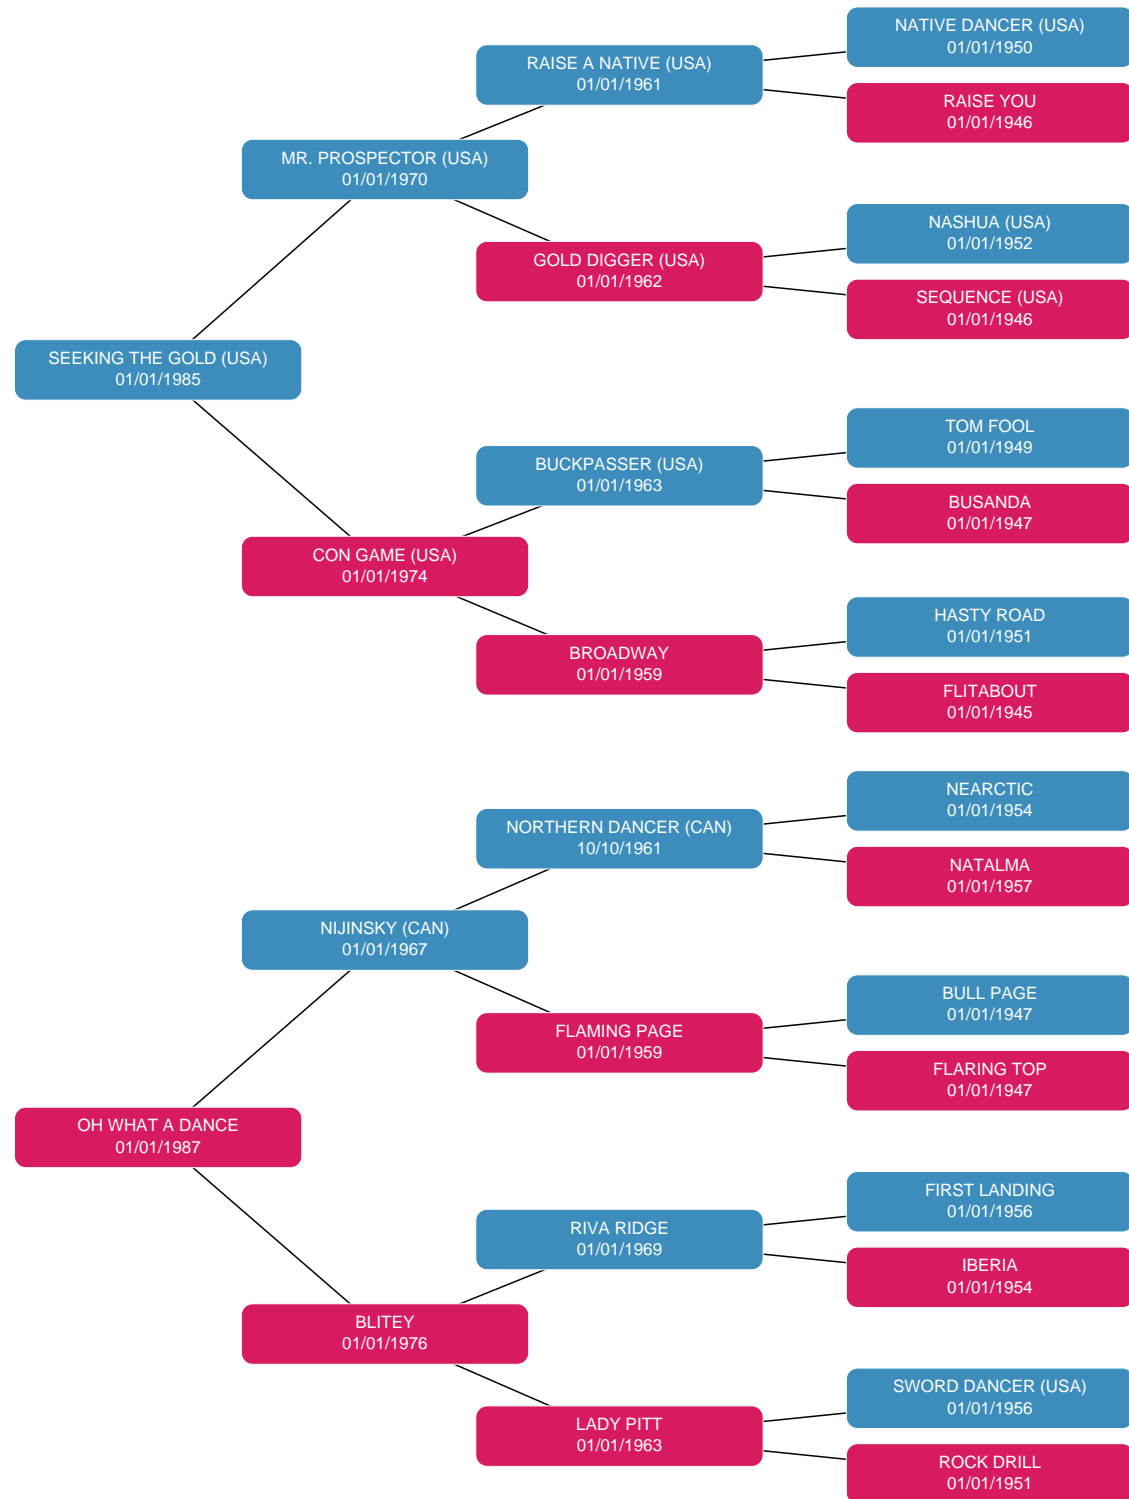 NATIVE DANCER (USA)
01/01/1950
RAISE A NATIVE (USA)
01/01/1961
RAISE YOU
01/01/1946
MR. PROSPECTOR (USA)
01/01/1970
NASHUA (USA)
01/01/1952
GOLD DIGGER (USA)
01/01/1962
SEQUENCE (USA)
01/01/1946
SEEKING THE GOLD (USA)
01/01/1985
TOM FOOL
01/01/1949
BUCKPASSER (USA)
01/01/1963
BUSANDA
01/01/1947
CON GAME (USA)
01/01/1974
HASTY ROAD
01/01/1951
BROADWAY
01/01/1959
FLITABOUT
01/01/1945
NEARCTIC
01/01/1954
NORTHERN DANCER (CAN)
10/10/1961
NATALMA
01/01/1957
NIJINSKY (CAN)
01/01/1967
BULL PAGE
01/01/1947
FLAMING PAGE
01/01/1959
FLARING TOP
01/01/1947
OH WHAT A DANCE
01/01/1987
FIRST LANDING
01/01/1956
RIVA RIDGE
01/01/1969
IBERIA
01/01/1954
BLITEY
01/01/1976
SWORD DANCER (USA)
01/01/1956
LADY PITT
01/01/1963
ROCK DRILL
01/01/1951